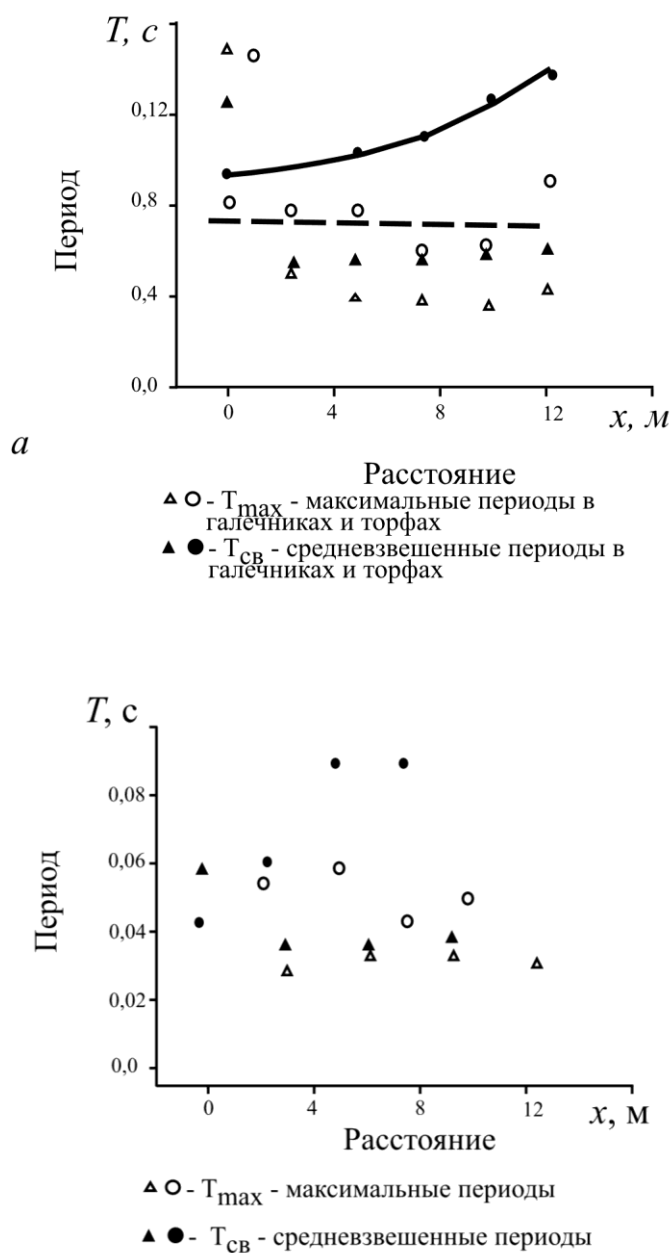 T, с
0,12
0,8
0,4
0,0
Период
0
4
8
12
x, м
а
Расстояние
- Tmax - максимальные периоды в
галечниках и торфах
- Tсв - средневзвешенные периоды в
галечниках и торфах
T, с
0,08
0,06
0,04
0,02
0,0
Период
0
4
8
12
x, м
Расстояние
- Tmax - максимальные периоды
- Tсв - средневзвешенные периоды